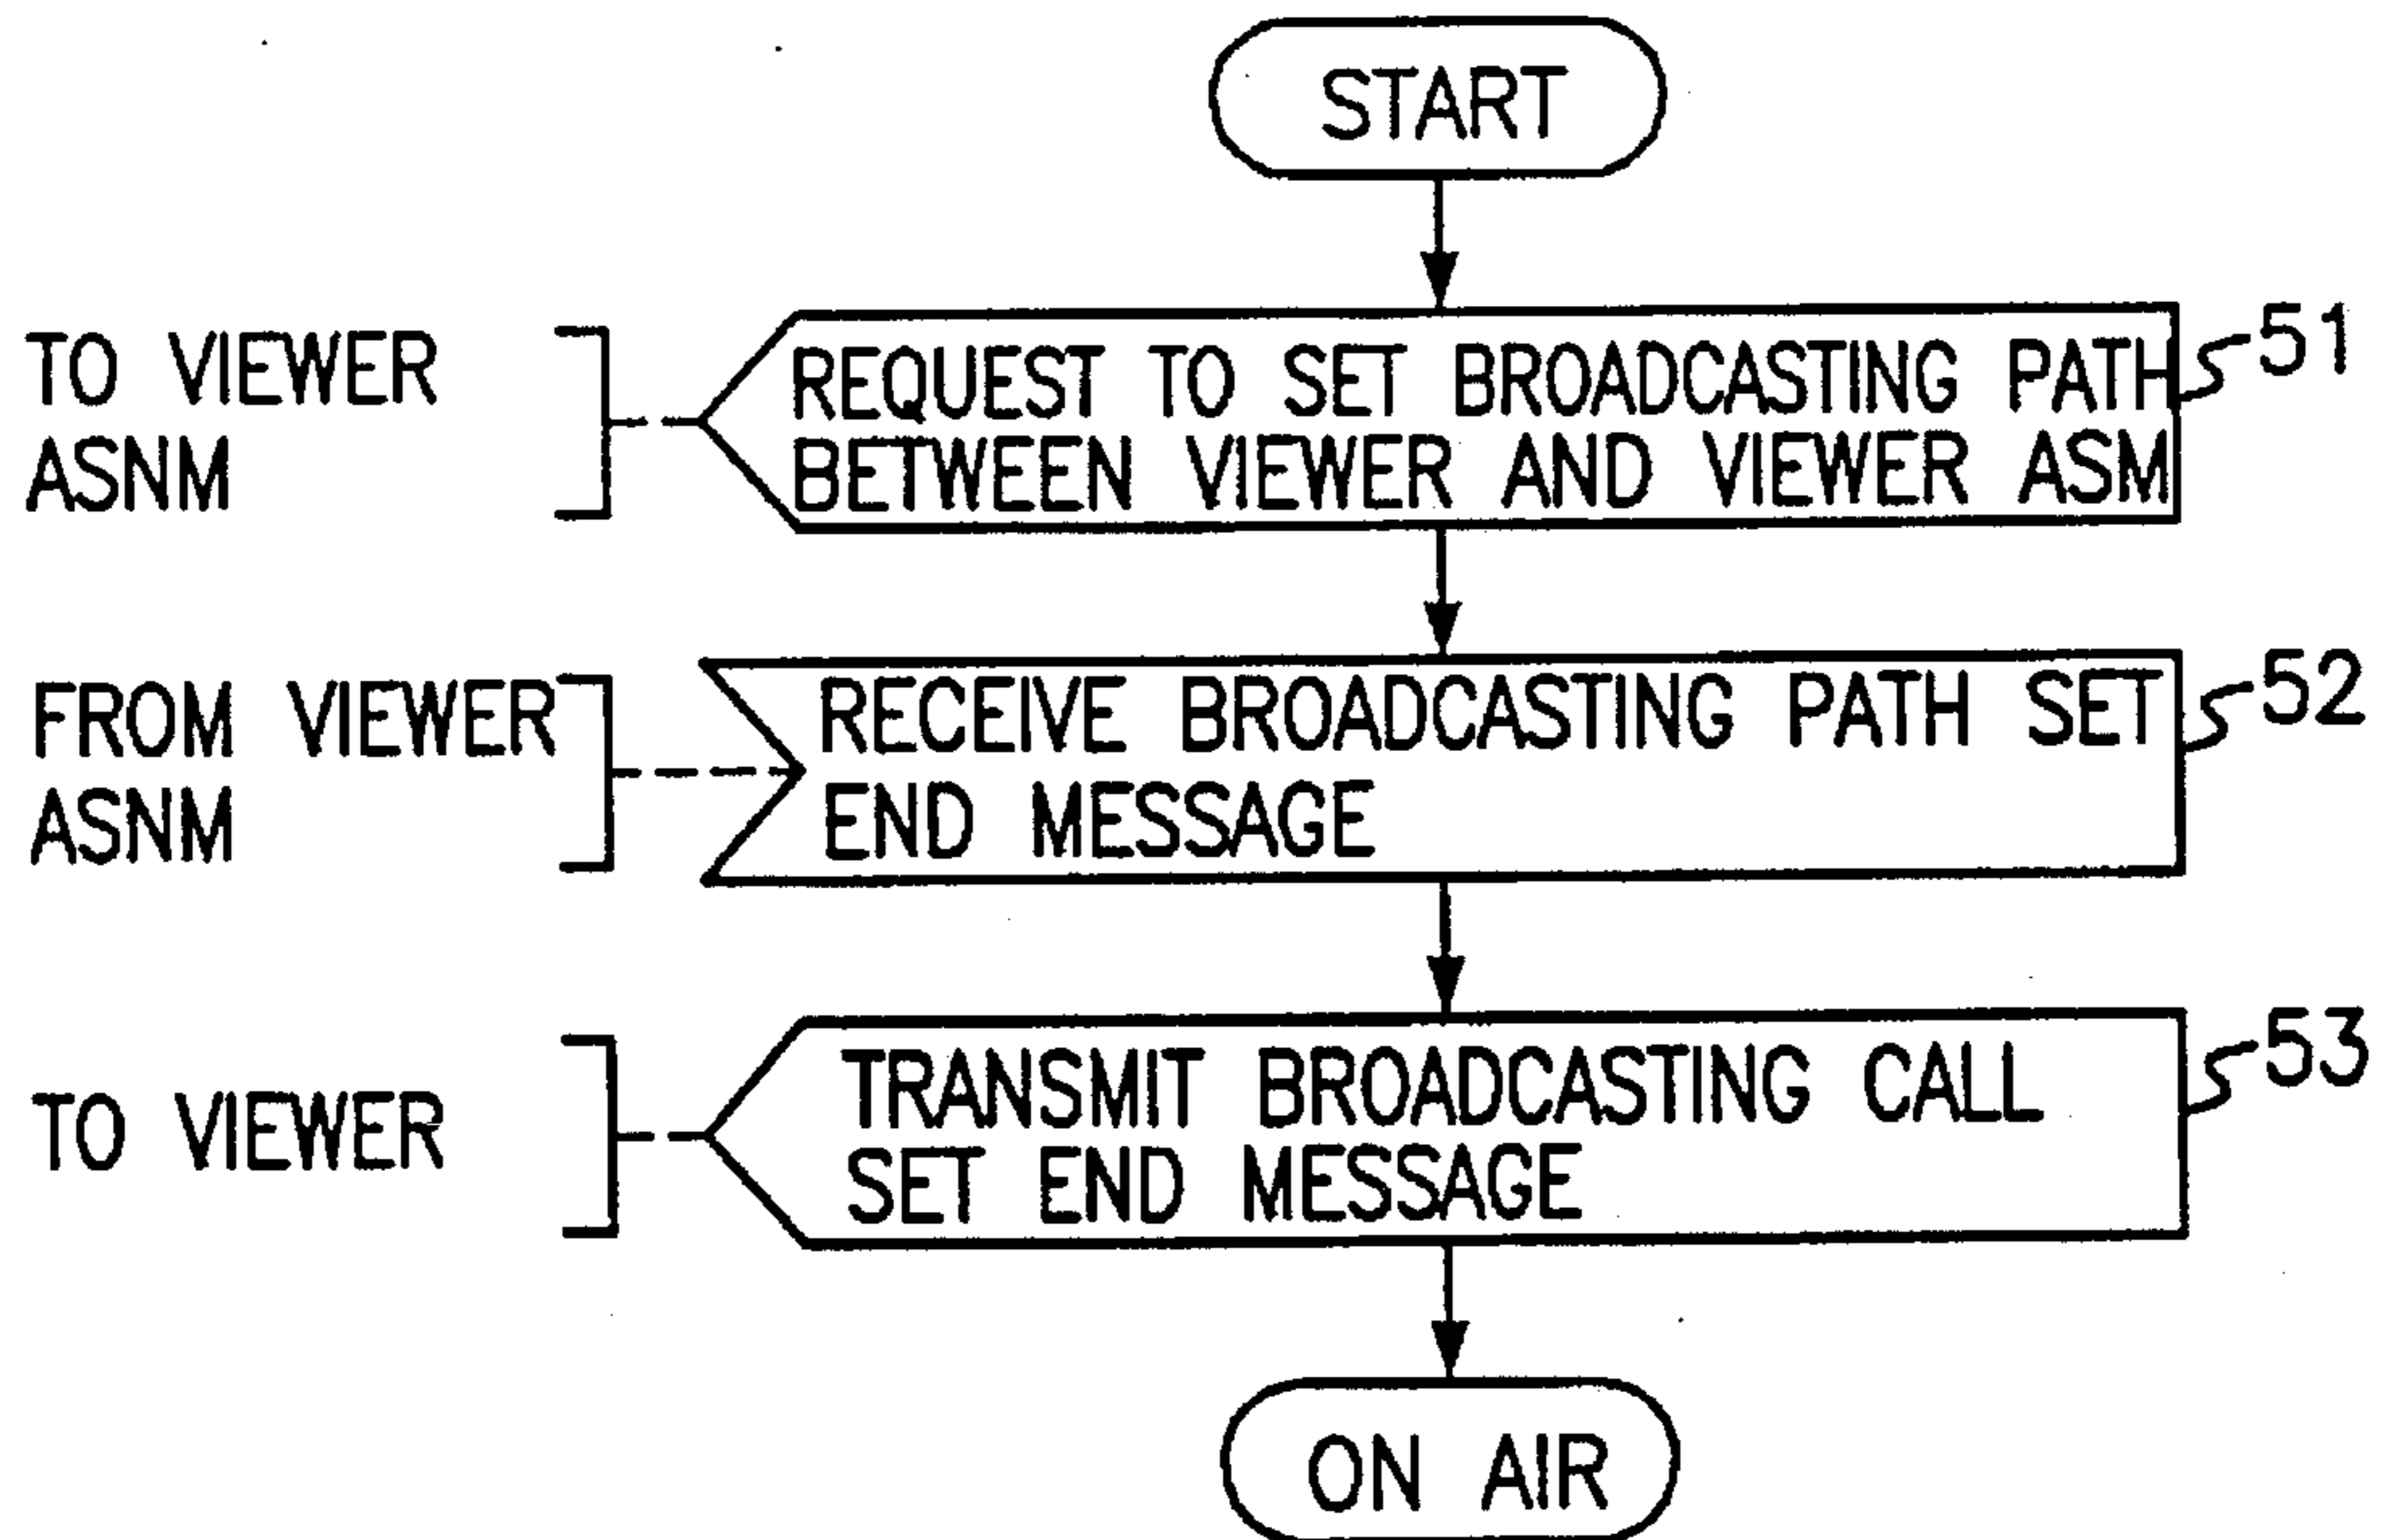 START
TO VIEWER
ASNM
REQUEST TO SET BROADCASTING PATH
BETWEEN VIEWER AND VIEWER ASM
51
FROM VIEWER
ASNM
RECEIVE BROADCASTING PATH SET
END MESSAGE
52
TO VIEWER
TRANSMIT BROADCASTING CALL
SET END MESSAGE
53
ON AIR